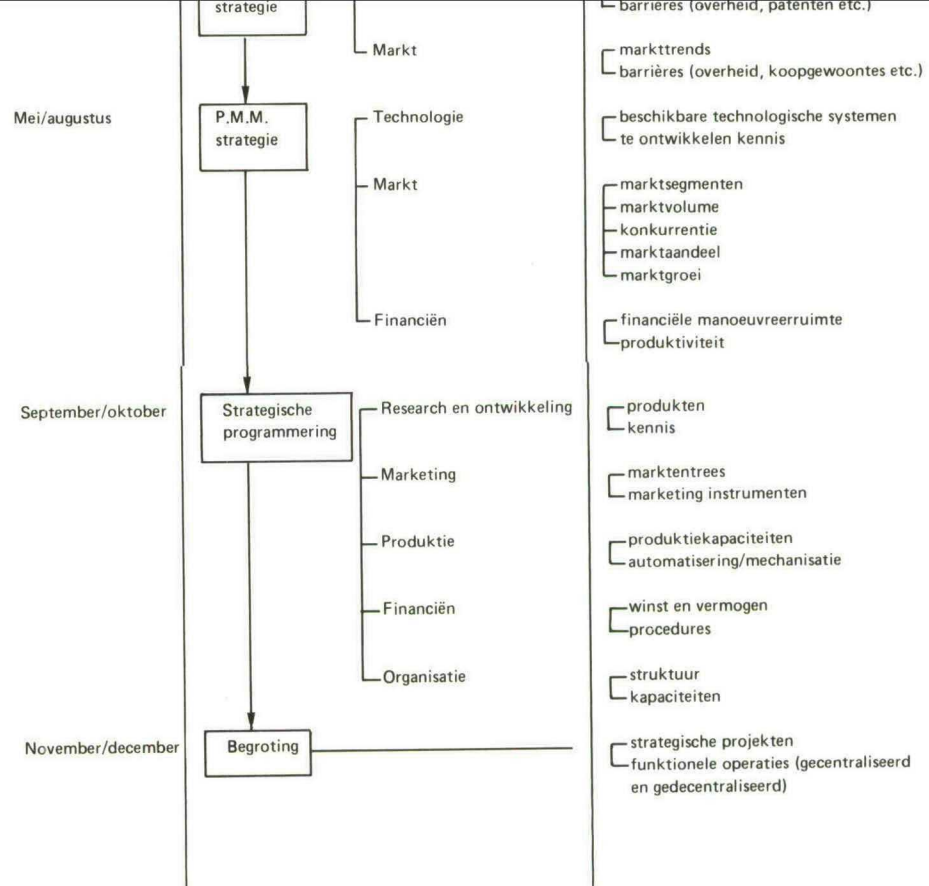 strategie
barrières (overheid, patenten etc.)
Markt
markttrends
barrières (overheid, koopgewoontes etc.)
Mei/augustus
P.M.M.
strategie
Technologie
beschikbare technologische systemen
te ontwikkelen kennis
Markt
marktsegmenten
marktvolume
konkurrentie
marktaandeel
marktgroei
Financiën
financiële manoeuvreerruimte
produktiviteit
September/oktober
Strategische
programmering
Research en ontwikkeling
produkten
kennis
Marketing
marktentrees
marketing instrumenten
Produktie
produktiekapaciteiten
automatisering/mechanisatie
Financiën
winst en vermogen
procedures
Organisatie
struktuur
kapaciteiten
November/december
Begroting
strategische projekten
funktionele operaties (gecentraliseerd
en gedecentraliseerd)